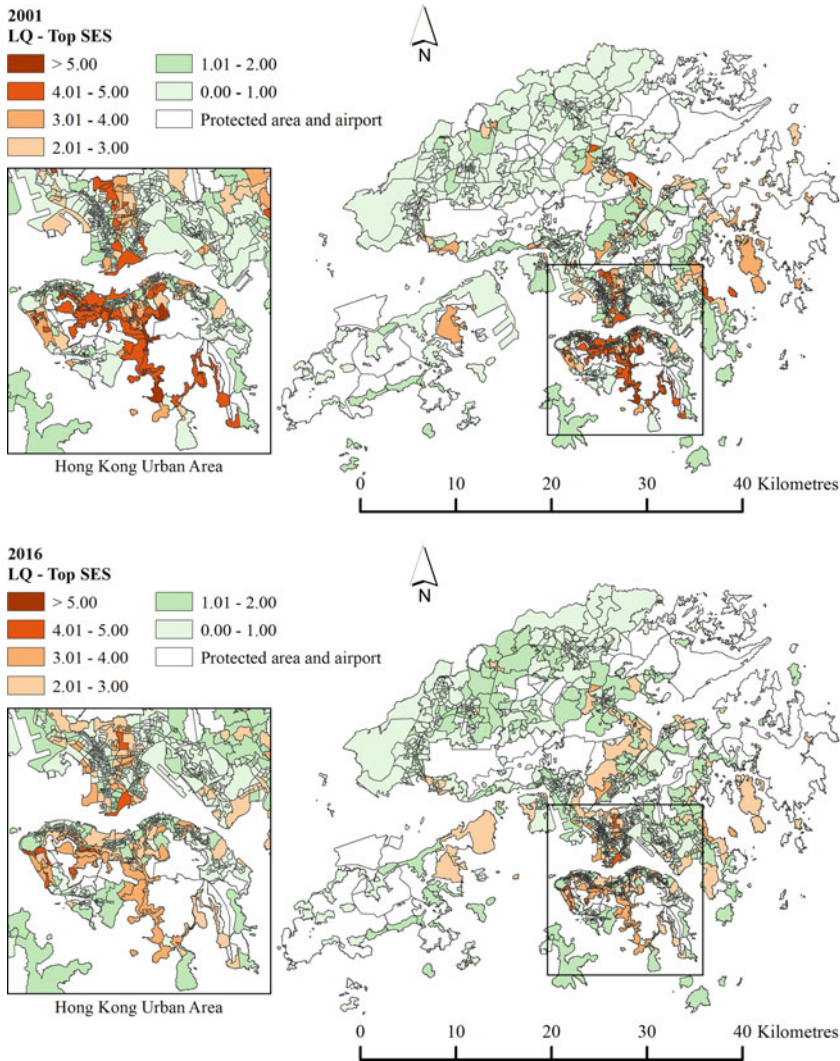 2001
LQ - Top SES
> 5.00
4.01 - 5.00
3.01 - 4.00
2.01 - 3.00
1.01 - 2.00
0.00 - 1.00
Protected area and airport
N
Hong Kong Urban Area
0 10 20 30 40 Kilometres
2016
LQ - Top SES
> 5.00
4.01 - 5.00
3.01 - 4.00
2.01 - 3.00
1.01 - 2.00
0.00 - 1.00
Protected area and airport
N
Hong Kong Urban Area
0 10 20 30 40 Kilometres